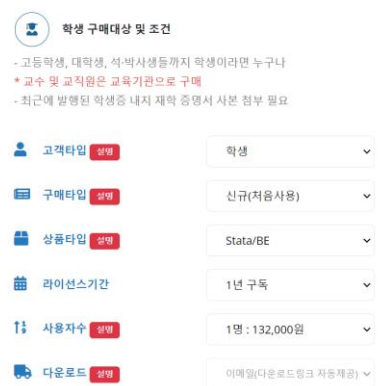 학생 구매대상 및 조건
- 고등학생, 대학생, 석·박사생들까지 학생이라면 누구나
* 교수 및 교직원은 교육기관으로 구매
- 최근에 발행된 학생증 내지 재학 증명서 사본 첨부 필요
고객타입 설명 학생
구매타입 설명 신규(처음사용)
상품타입 설명 Stata/BE
라이선스기간 1년 구독
사용자수 설명 1명 : 132,000원
다운로드 설명 이메일(다운로드링크 자동제공)